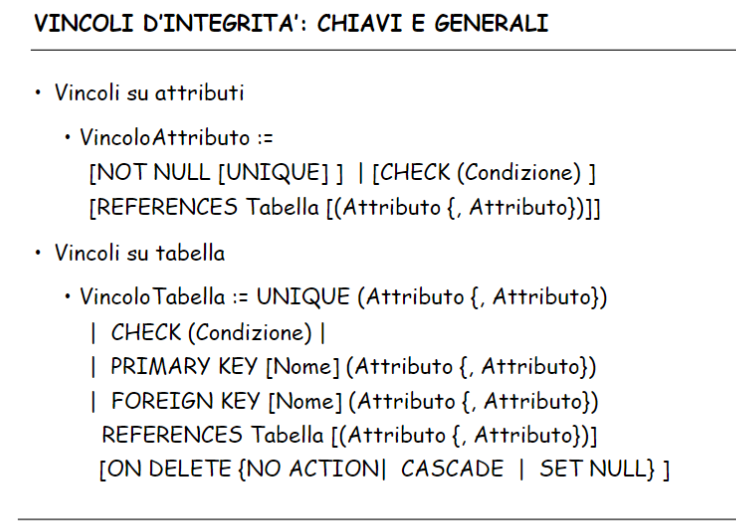 VINCOLI D'INTEGRITA': CHIAVI E GENERALI
• Vincoli su attributi
• VincoloAttributo :=
[NOT NULL [UNIQUE] ] | [CHECK (Condizione) ]
[REFERENCES Tabella [(Attributo {, Attributo})]]
• Vincoli su tabella
• VincoloTabella := UNIQUE (Attributo {, Attributo})
| CHECK (Condizione) |
| PRIMARY KEY [Nome] (Attributo {, Attributo})
| FOREIGN KEY [Nome] (Attributo {, Attributo})
REFERENCES Tabella [(Attributo {, Attributo})]
[ON DELETE {NO ACTION| CASCADE | SET NULL} ]